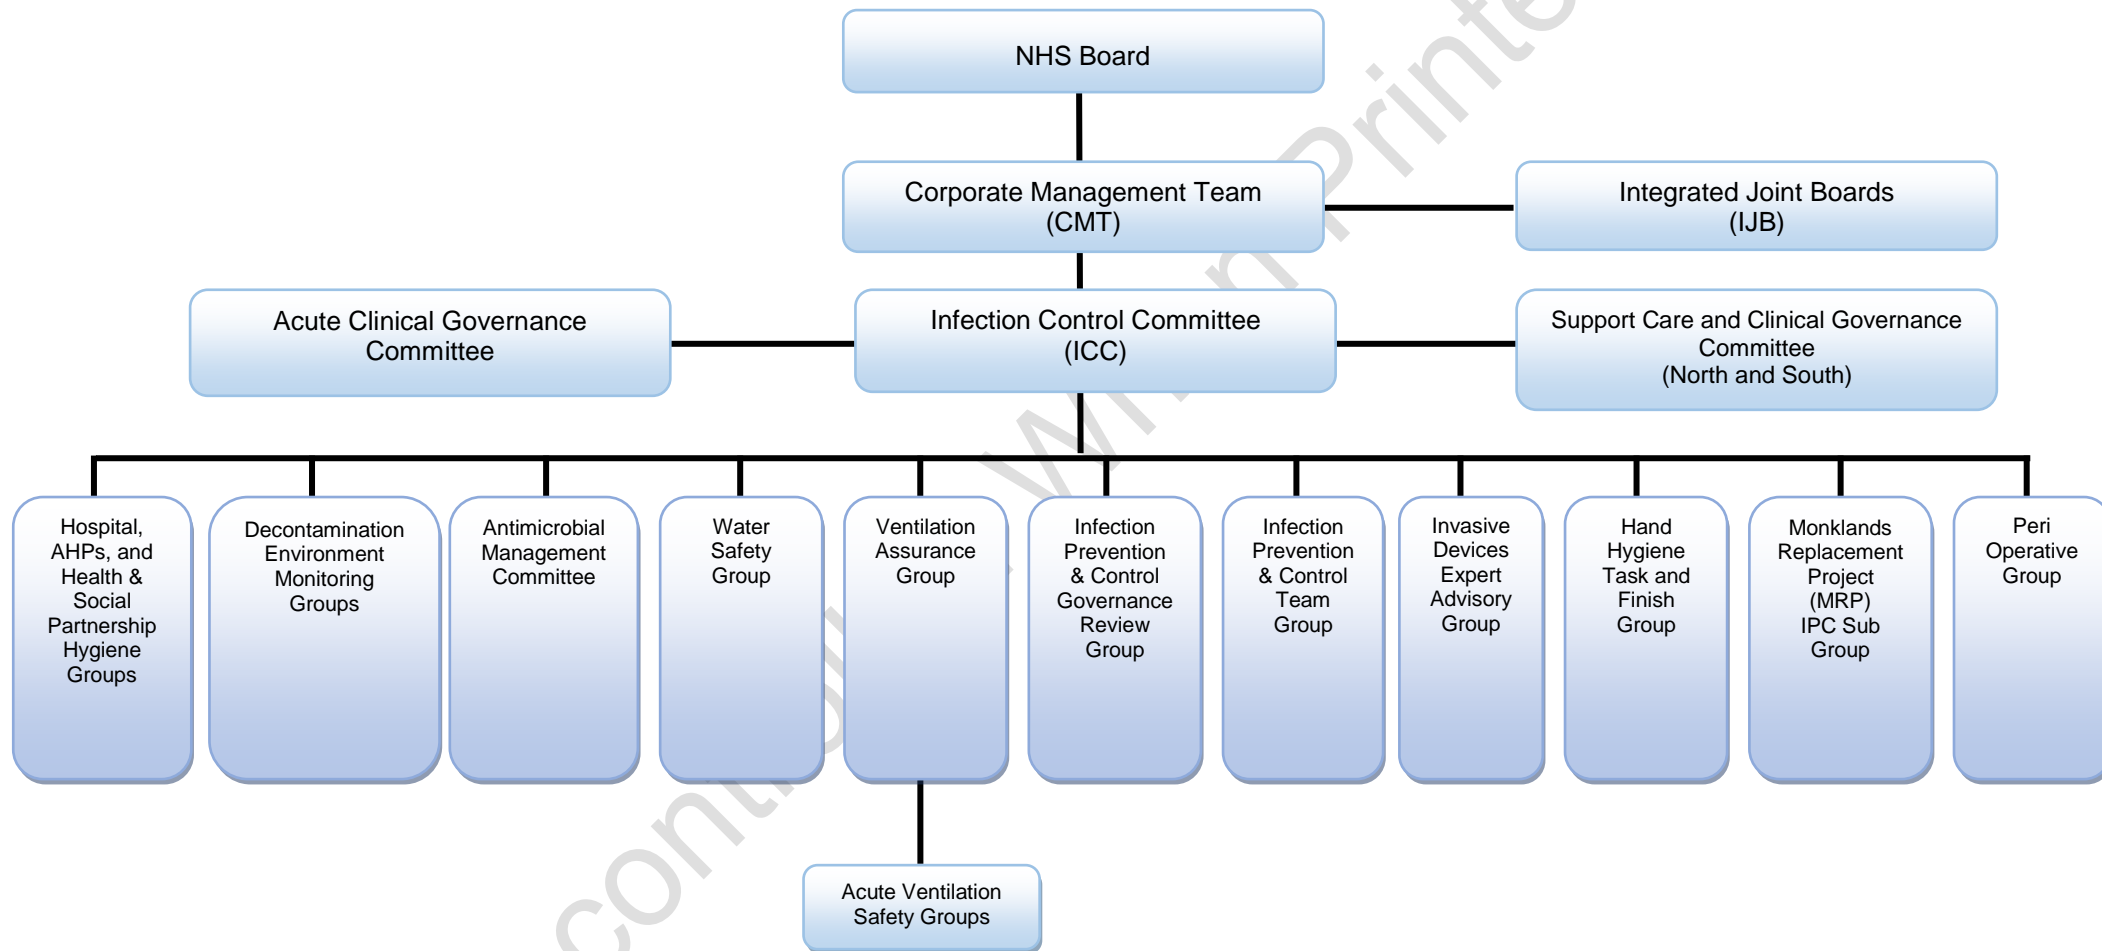 NHS Board
Corporate Management Team
(CMT)
Integrated Joint Boards
(IJB)
Acute Clinical Governance
Committee
Infection Control Committee
(ICC)
Support Care and Clinical Governance
Committee
(North and South)
Hospital,
AHPs, and
Health &
Social
Partnership
Hygiene
Groups
Decontamination
Environment
Monitoring
Groups
Antimicrobial
Management
Committee
Water
Safety
Group
Ventilation
Assurance
Group
Infection
Prevention
& Control
Governance
Review
Group
Infection
Prevention
& Control
Team
Group
Invasive
Devices
Expert
Advisory
Group
Hand
Hygiene
Task and
Finish
Group
Monklands
Replacement
Project
(MRP)
IPC Sub
Group
Peri
Operative
Group
Acute Ventilation
Safety Groups